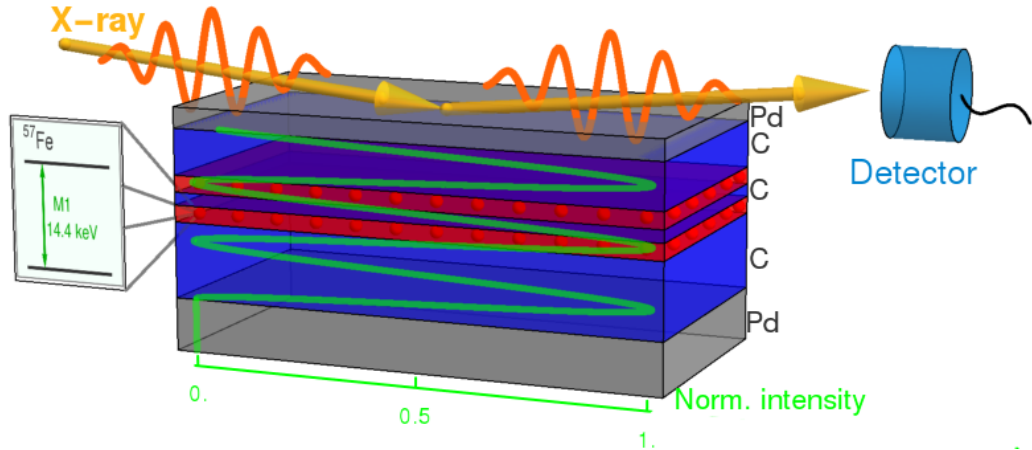 X-ray
57Fe
M1
14.4 keV
Pd
C
C
C
Pd
Detector
0.
0.5
1.
Norm. intensity